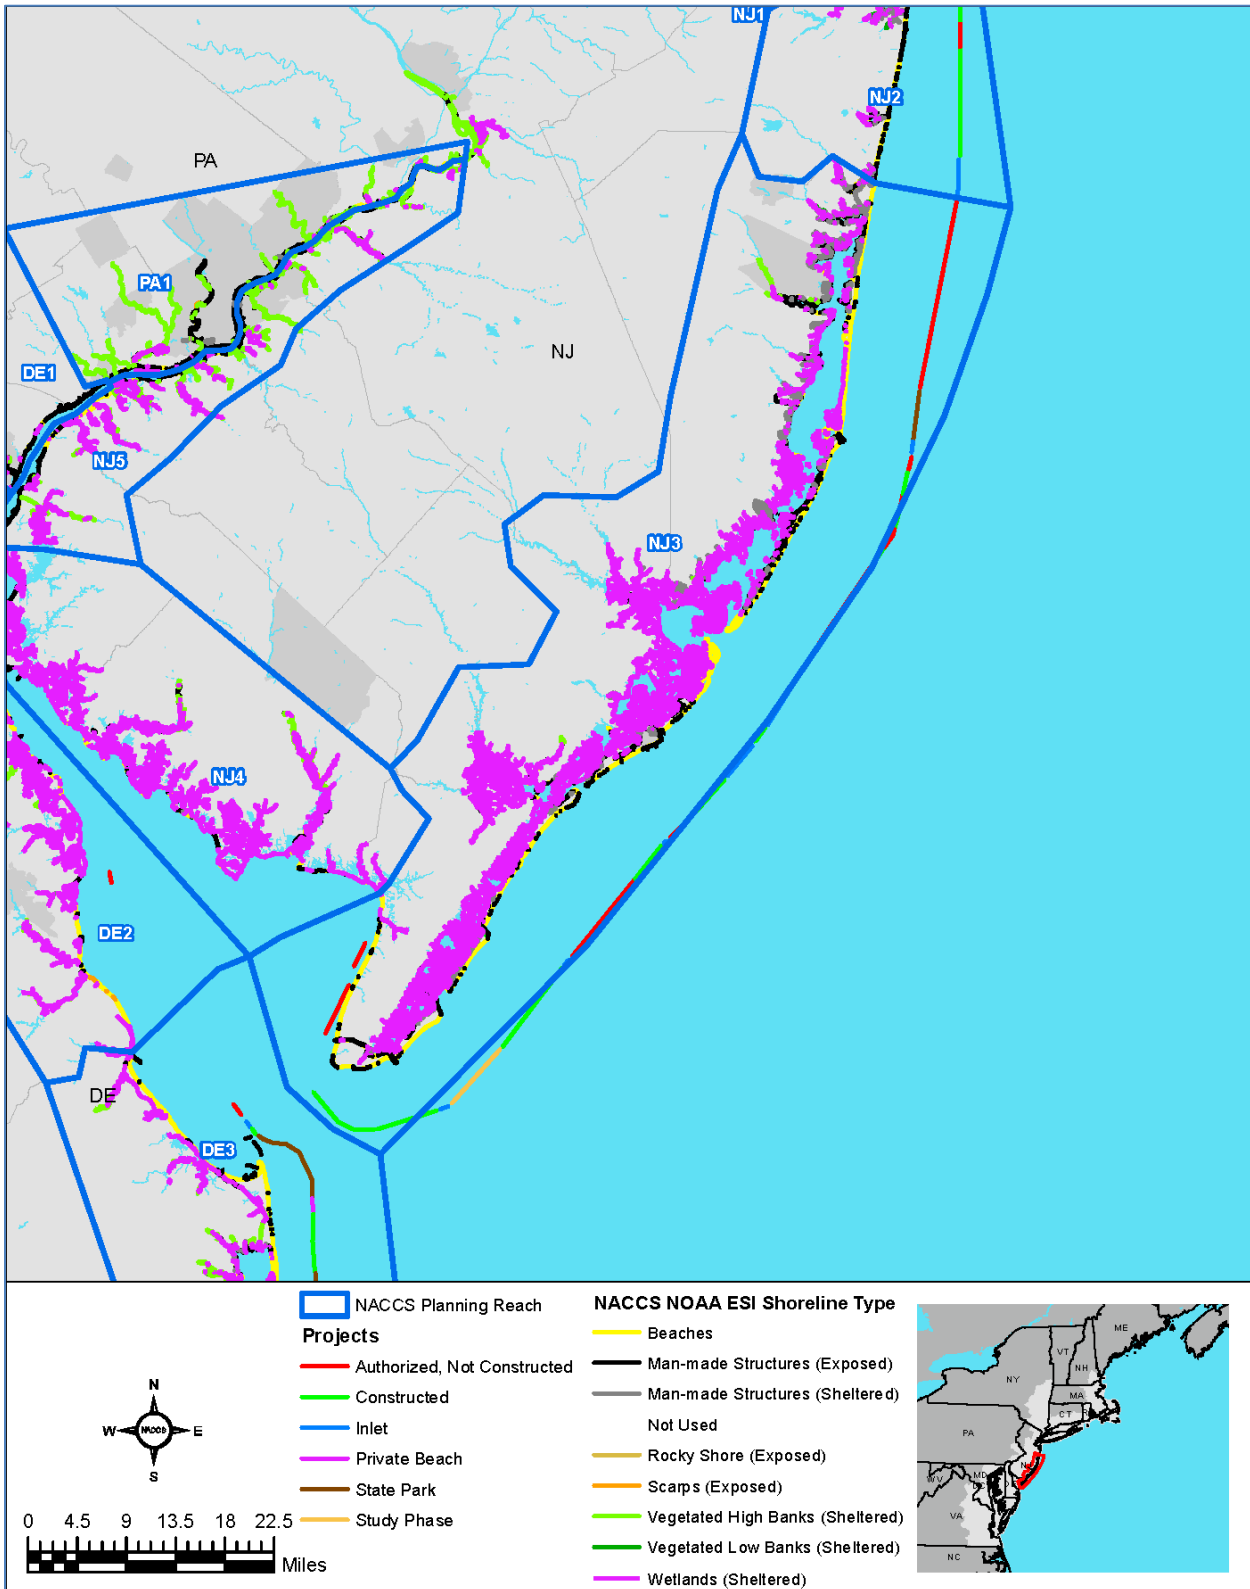 NJ1
NJ2
PA
PA1
NJ
DE1
NJ5
NJ3
NJ4
DE2
DE
DE3
NACCS Planning Reach
Projects
Authorized, Not Constructed
Constructed
Inlet
Private Beach
State Park
Study Phase
NACCS NOAA ESI Shoreline Type
Beaches
Man-made Structures (Exposed)
Man-made Structures (Sheltered)
Not Used
Rocky Shore (Exposed)
Scarps (Exposed)
Vegetated High Banks (Sheltered)
Vegetated Low Banks (Sheltered)
Wetlands (Sheltered)
N
W
NACCS
E
S
0 4.5 9 13.5 18 22.5
Miles
ME
VT
NH
NY
MA
CT
PA
MD
WV
VA
NC